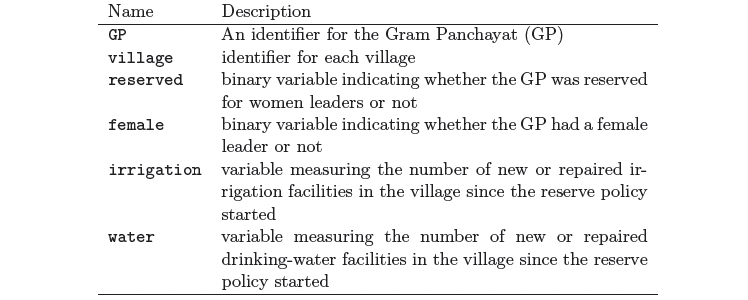 Name Description
GP An identifier for the Gram Panchayat (GP)
village identifier for each village
reserved binary variable indicating whether the GP was reserved
for women leaders or not
female binary variable indicating whether the GP had a female
leader or not
irrigation variable measuring the number of new or repaired ir-
rigation facilities in the village since the reserve policy
started
water variable measuring the number of new or repaired
drinking-water facilities in the village since the reserve
policy started